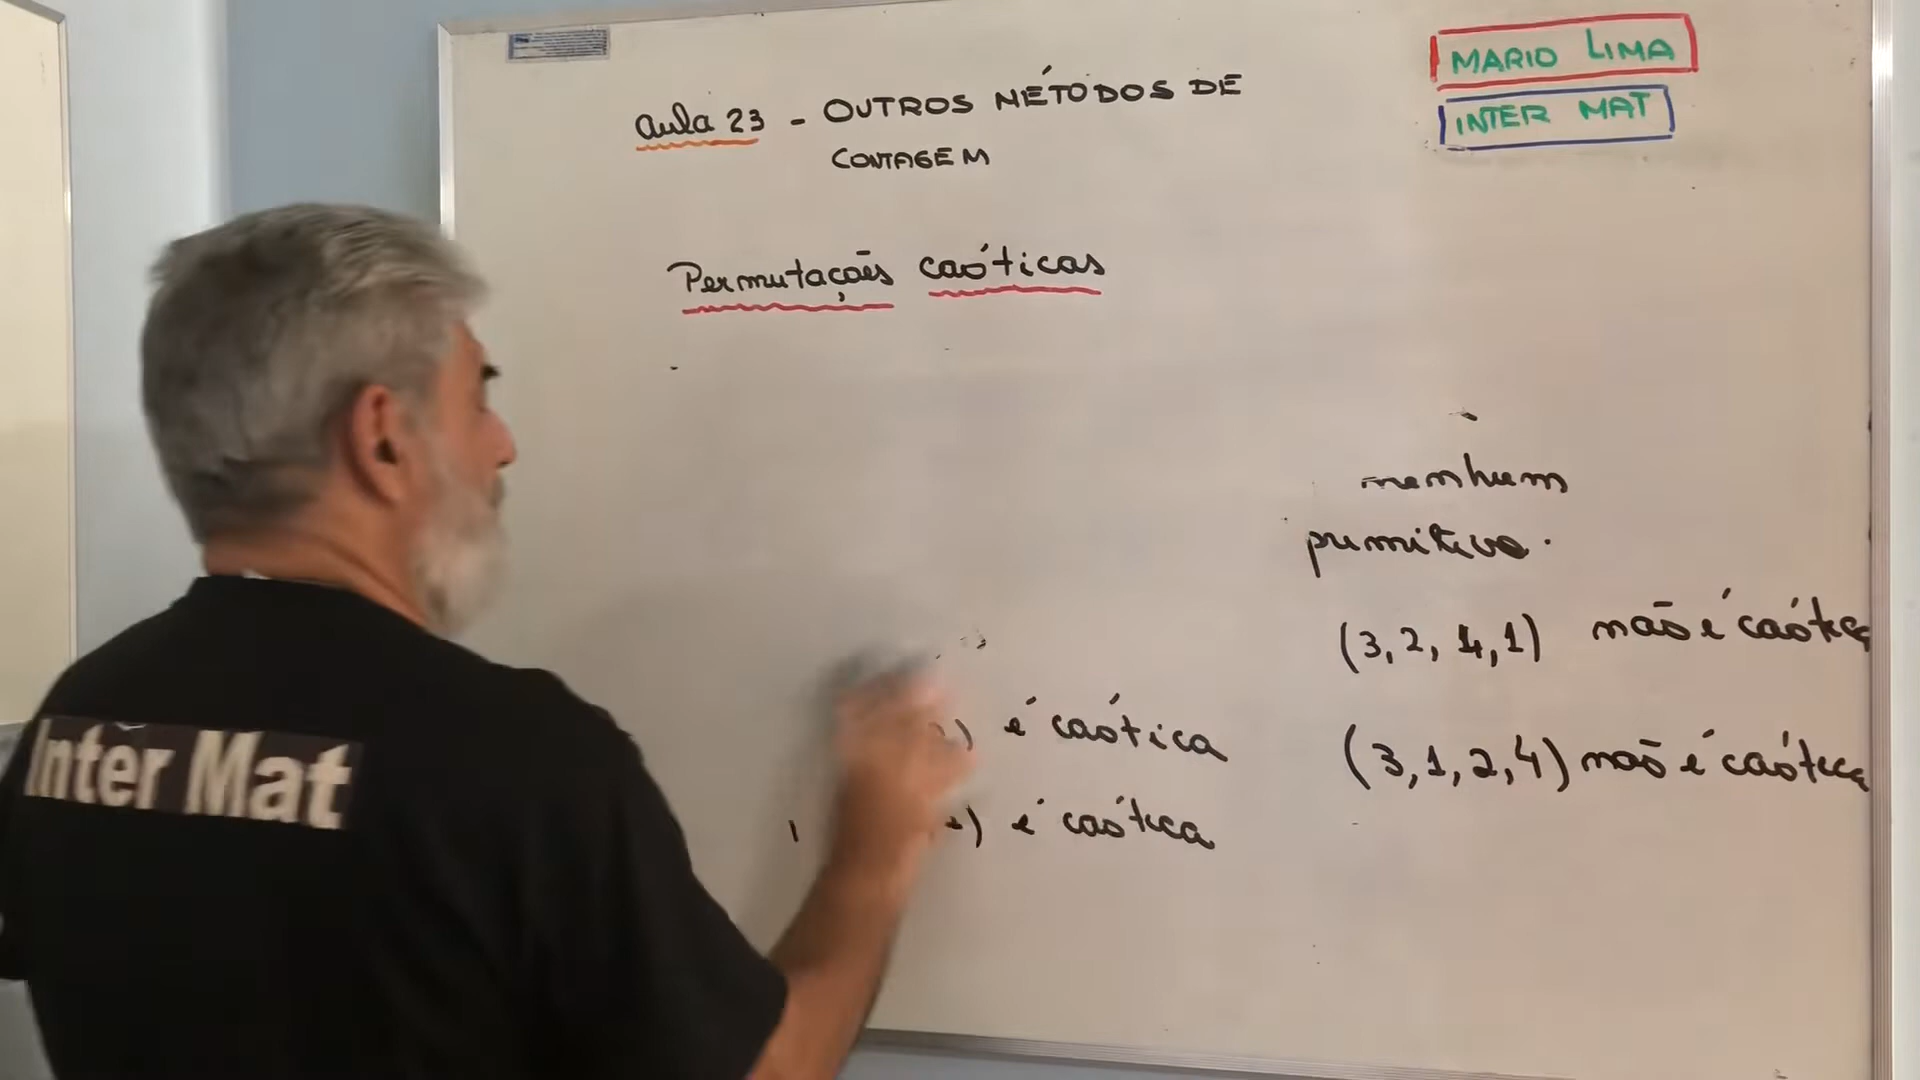 aula 23 - OUTROS MÉTODOS DE
CONTAGEM
MARIO LIMA
INTER MAT
Permutações caóticas
nenhum
primitivo.
(3, 2, 4, 1) não é caótica
(3, 1, 2, 4) não é caótica
) é caótica
) é caótica
Inter Mat